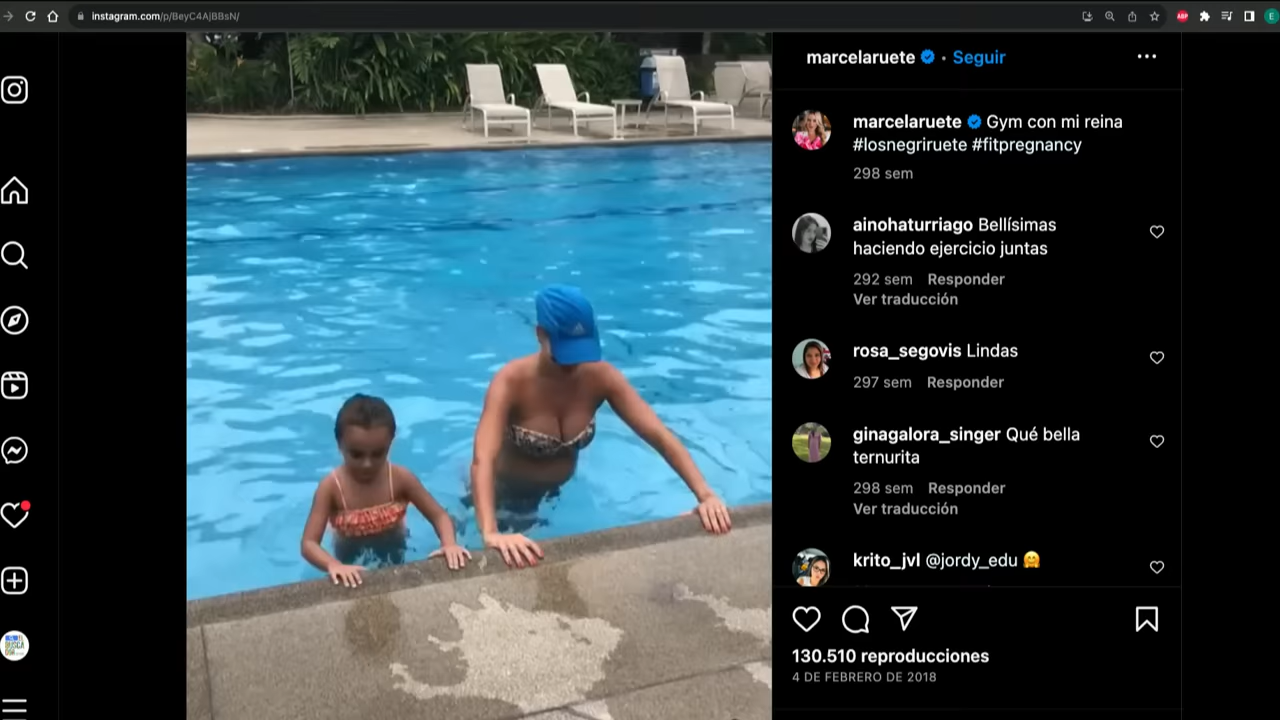 instagram.com/p/BeyC4AjBBsN/
ABP
E
marcelaruete • Seguir
marcelaruete Gym con mi reina
#losnegriruete #fitpregnancy
298 sem
ainohaturriago Bellísimas
haciendo ejercicio juntas
292 sem Responder
Ver traducción
rosa_segovis Lindas
297 sem Responder
ginagalora_singer Qué bella
ternurita
298 sem Responder
Ver traducción
krito_jvl @jordy_edu 🤗
130.510 reproducciones
4 DE FEBRERO DE 2018